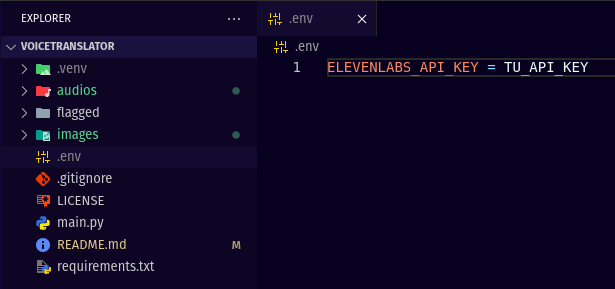 EXPLORER
VOICETRANSLATOR
.venv
audios
flagged
images
.env
.gitignore
LICENSE
main.py
README.md M
requirements.txt
.env
.env
1 ELEVENLABS_API_KEY = TU_API_KEY